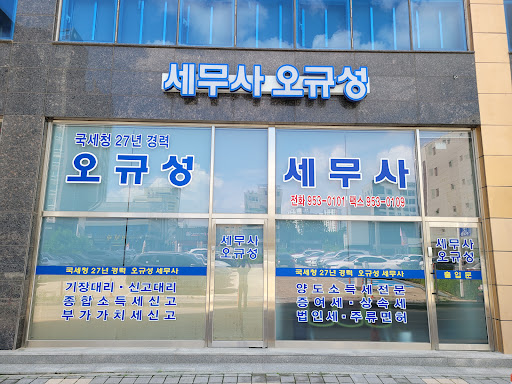 세무사 오규성
국세청 27년 경력
오규성 세무사
전화 953-0101 팩스 953-0109
세무사
오규성
세무사
오규성
국세청 27년 경력 오규성 세무사
국세청 27년 경력 오규성 세무사
출입문
기장대리·신고대리
종합소득세신고
부가가치세신고
양도소득세전문
증여세·상속세
법인세·주류면허